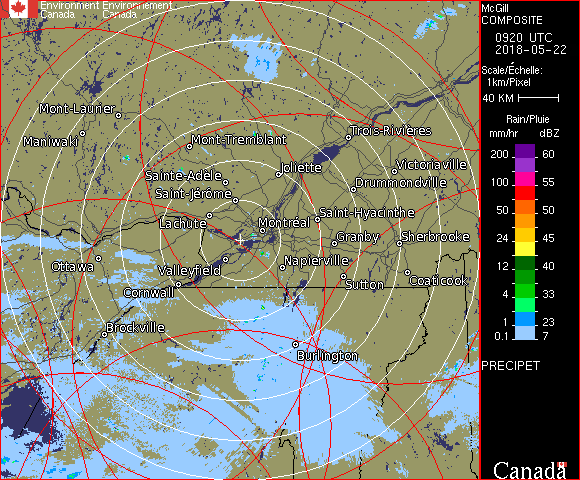 Environment Environnement
Canada Canada
McGill
COMPOSITE
0920 UTC
2018-05-22
Scale/Échelle:
1km/Pixel
40 KM
Rain/Pluie
mm/hr dBZ
200 60
100 55
50 50
24 45
12 40
4 33
1 23
0.1 7
PRECIPET
Canada
Mont-Laurier
Maniwaki
Mont-Tremblant
Trois-Rivières
Joliette
Victoriaville
Sainte-Adèle
Drummondville
Saint-Jérôme
Lachute
Saint-Hyacinthe
Montréal
Granby
Sherbrooke
Ottawa
Valleyfield
Napierville
Sutton
Coaticook
Cornwall
Brockville
Burlington